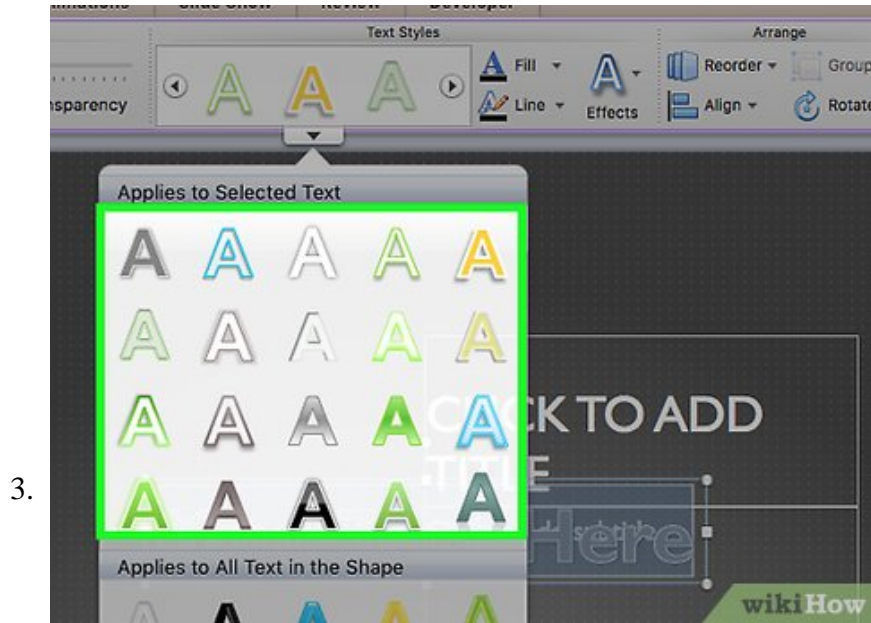 Text Styles
Arrange
Fill
Reorder
Group
sparency
Line
Effects
Align
Rotate
Applies to Selected Text
CK TO ADD
TITLE
3.
Here
Applies to All Text in the Shape
wikiHow